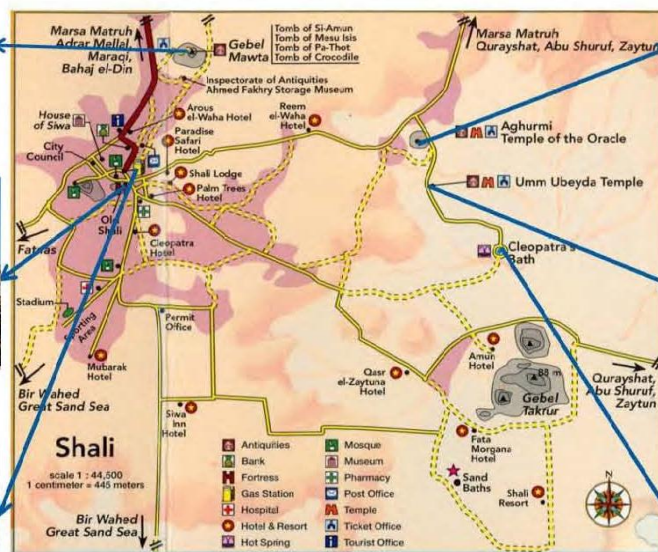 Marsa Matruh
Adrar Mellal,
Maraqi,
Bahaj el-Din
Gebel
Mawta
Tomb of Si-Amun
Tomb of Mesu Isis
Tomb of Pa-Thot
Tomb of Crocodile
Marsa Matruh
Qurayshat, Abu Shuruf, Zaytun
Inspectorate of Antiquities
Ahmed Fakhry Storage Museum
House
of Siwa
Arous
el-Waha Hotel
Reem
el-Waha
Hotel
City
Council
Paradise
Safari
Hotel
Aghurmi
Temple of the Oracle
Shali Lodge
Palm Trees
Hotel
Umm Ubeyda Temple
Old
Shali
Fatnas
Cleopatra
Hotel
Cleopatra's
Bath
Stadium
Sporting
Area
Permit
Office
Mubarak
Hotel
Amun
Hotel
88 m
Qasr
el-Zaytuna
Hotel
Gebel
Takrur
Qurayshat,
Abu Shuruf,
Zaytun
Bir Wahed
Great Sand Sea
Siwa
Inn
Hotel
Fata
Morgana
Hotel
Sand
Baths
Shali
Resort
Shali
scale 1 : 44,500
1 centimeter = 445 meters
Bir Wahed
Great Sand Sea
Antiquities
Bank
Fortress
Gas Station
Hospital
Hotel & Resort
Hot Spring
Mosque
Museum
Pharmacy
Post Office
Temple
Ticket Office
Tourist Office
N